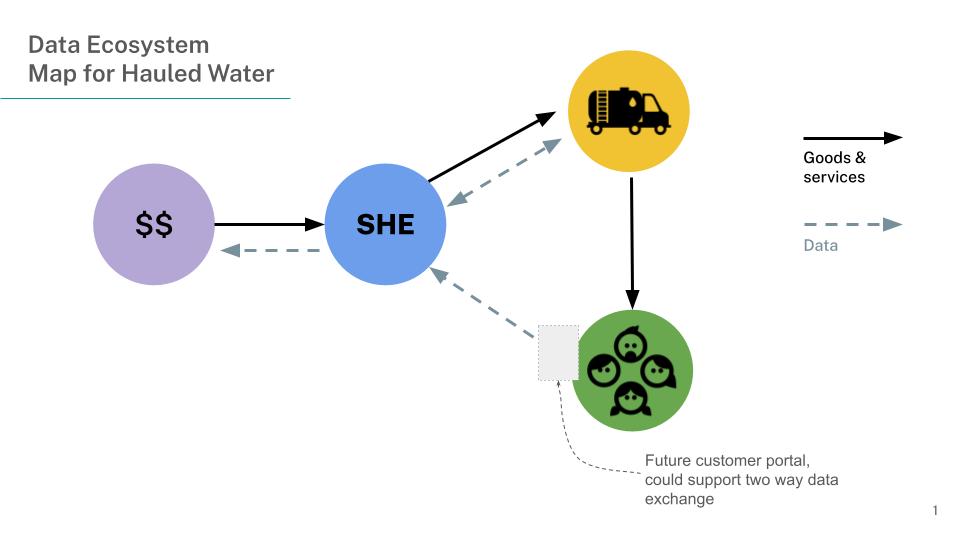 Data Ecosystem
Map for Hauled Water
$$
SHE
Goods &
services
Data
Future customer portal,
could support two way data
exchange
1